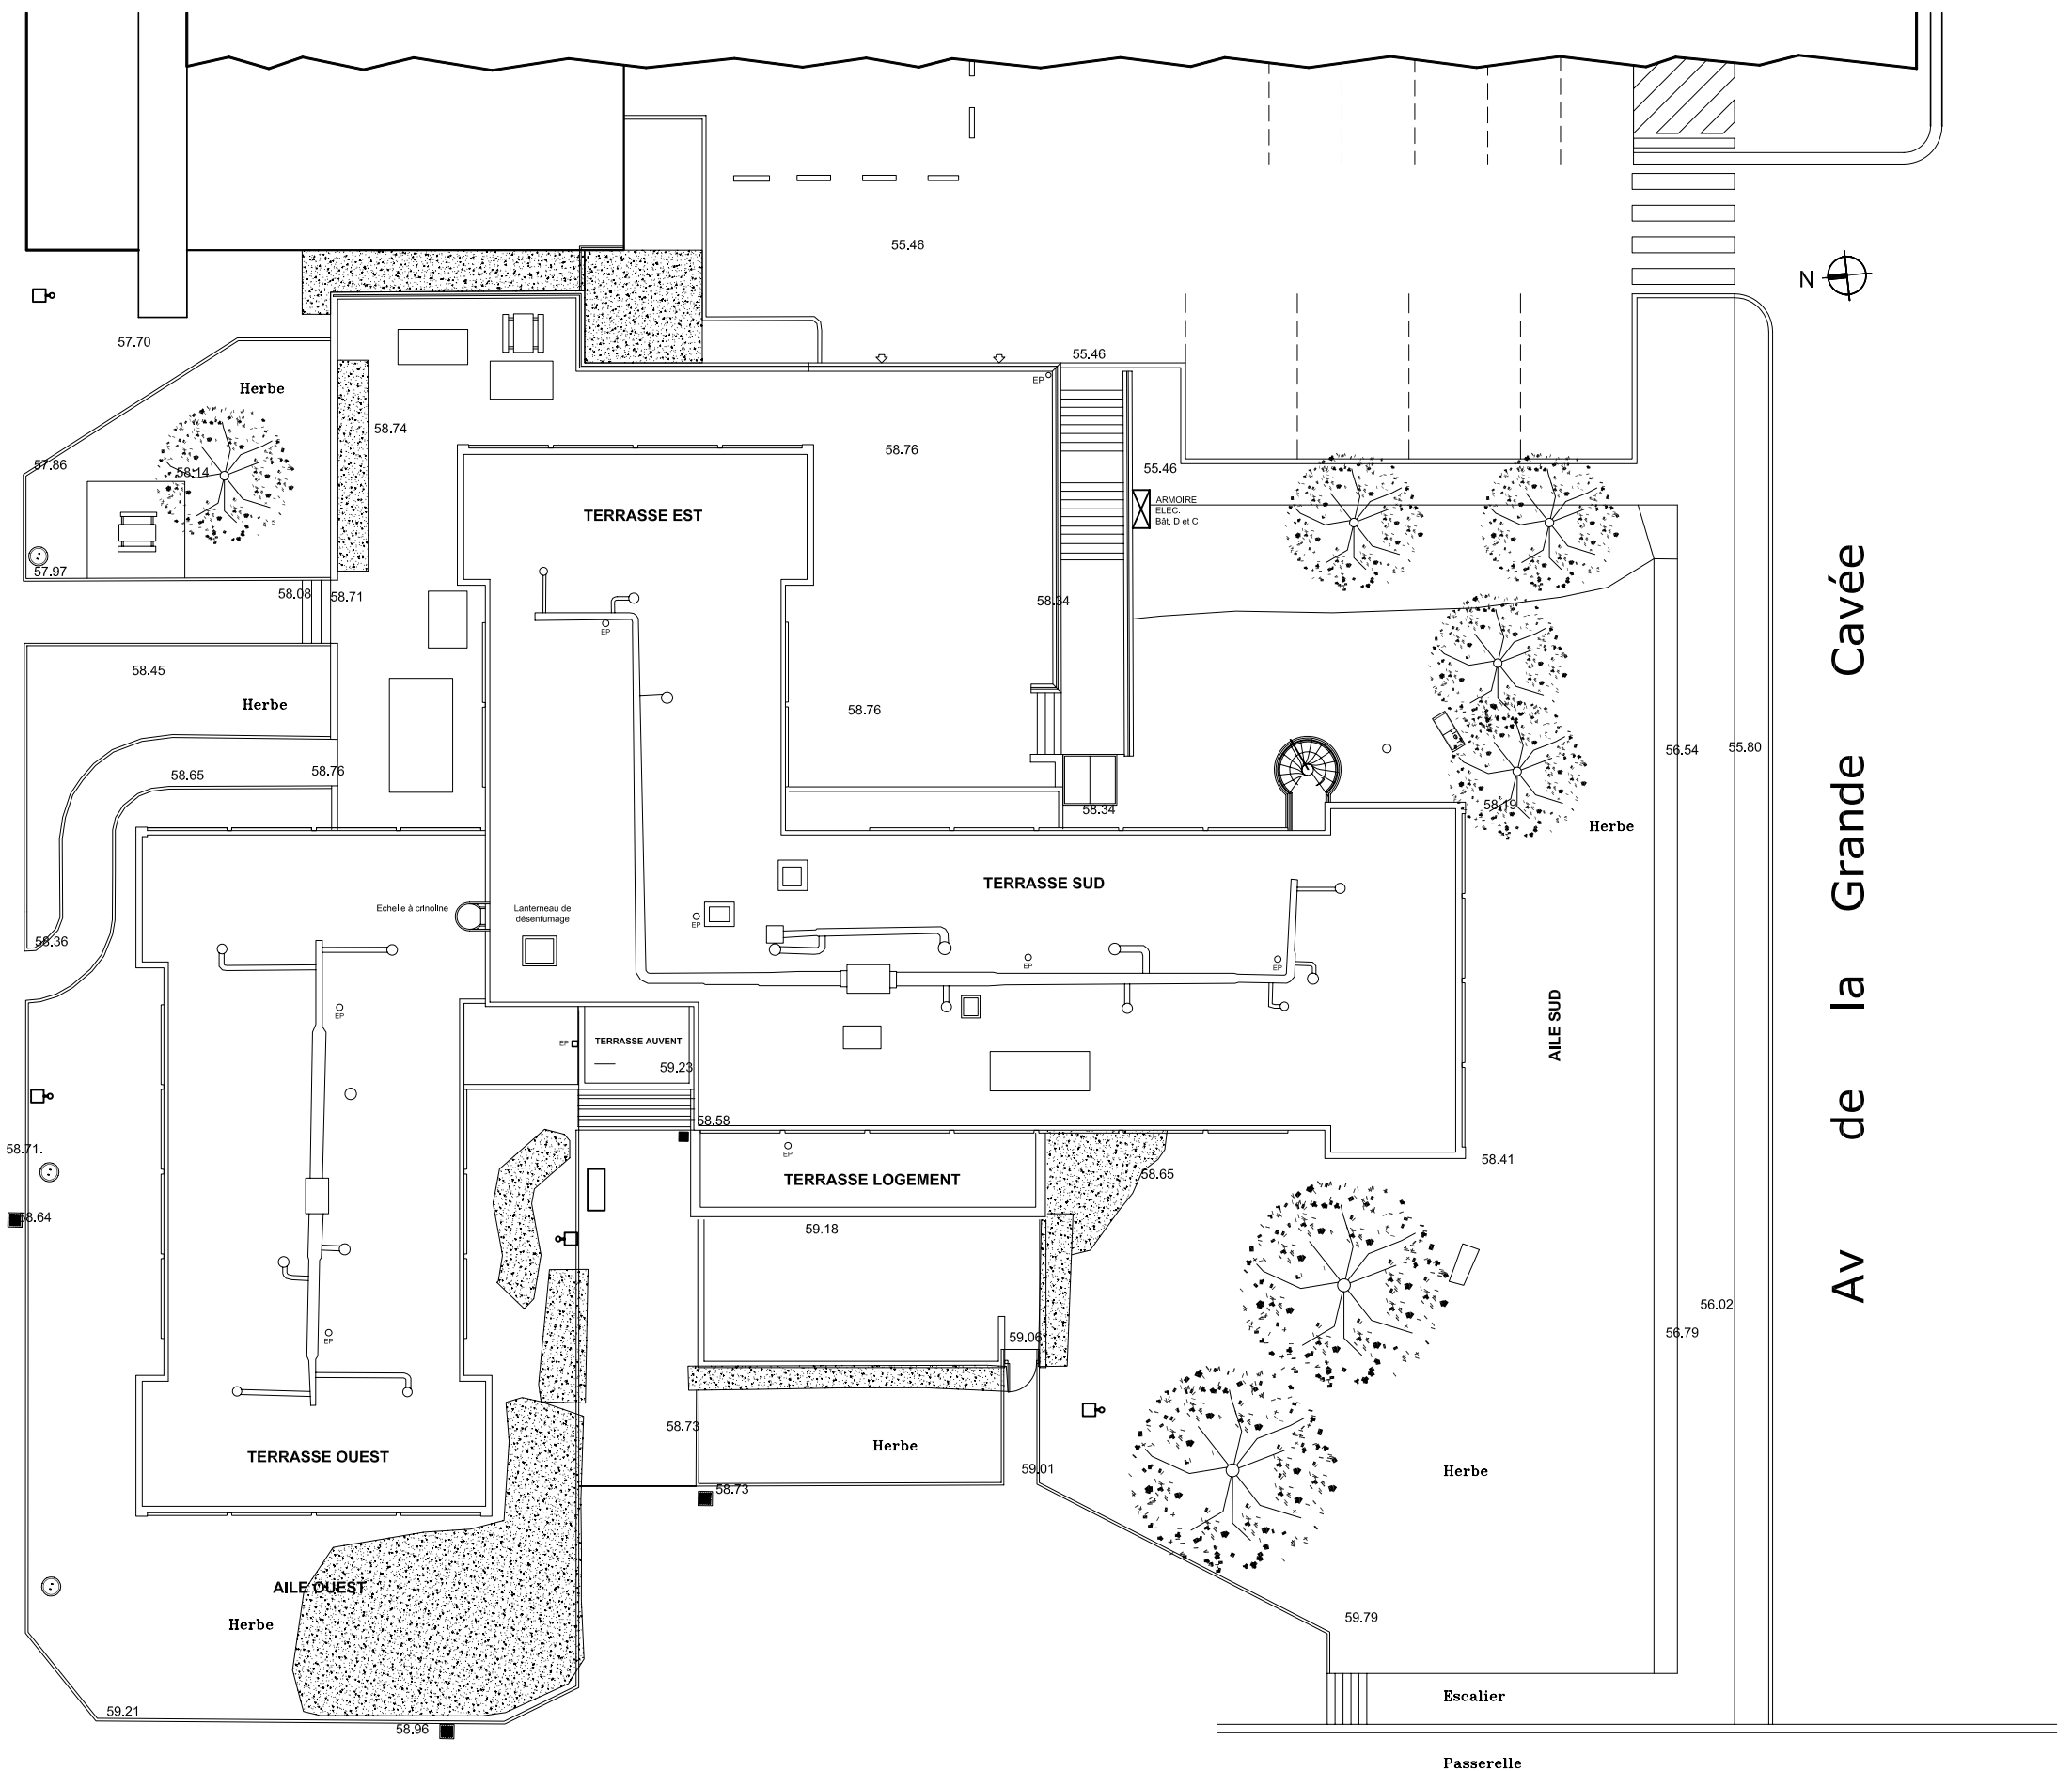 55.46
N
57.70
55.46
EP
Herbe
58.74
58.76
57.86
58.14
55.46
ARMOIRE
ELEC.
Bât. D et C
TERRASSE EST
57.97
58.08
58.71
58.34
EP
58.45
Herbe
58.76
56.54
55.80
58.65
58.76
58.34
58.19
Herbe
TERRASSE SUD
Echelle à crinoline
Lanterneau de
désenfumage
EP
58.36
EP
EP
EP
AILE SUD
EP
TERRASSE AUVENT
59.23
Av de la Grande Cavée
58.58
58.71.
EP
58.41
58.65
TERRASSE LOGEMENT
58.64
59.18
56.02
EP
59.06
56.79
58.73
Herbe
TERRASSE OUEST
59.01
Herbe
58.73
AILE OUEST
Herbe
59.79
Escalier
59.21
58.96
Passerelle